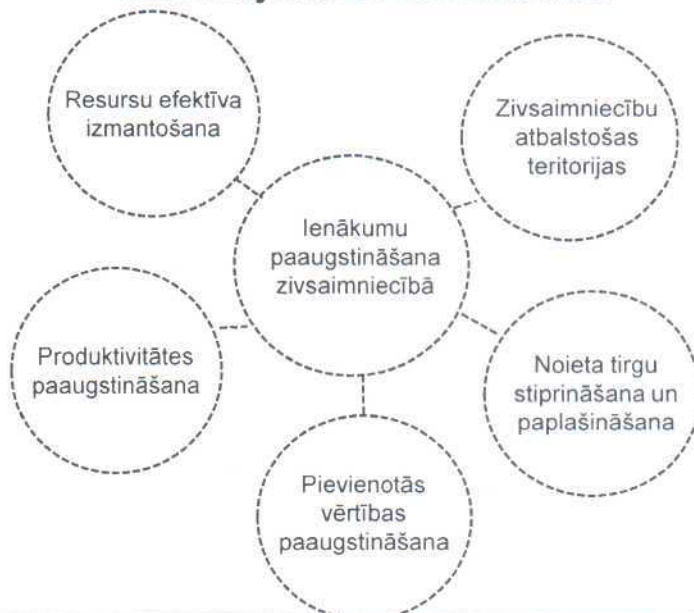 Resursu efektīva
izmantošana
Zivsaimniecību
atbalstošas
teritorijas
Ienākumu
paaugstināšana
zivsaimniecībā
Produktivitātes
paaugstināšana
Noieta tirgu
stiprināšana un
paplašināšana
Pievienotās
vērtības
paaugstināšana